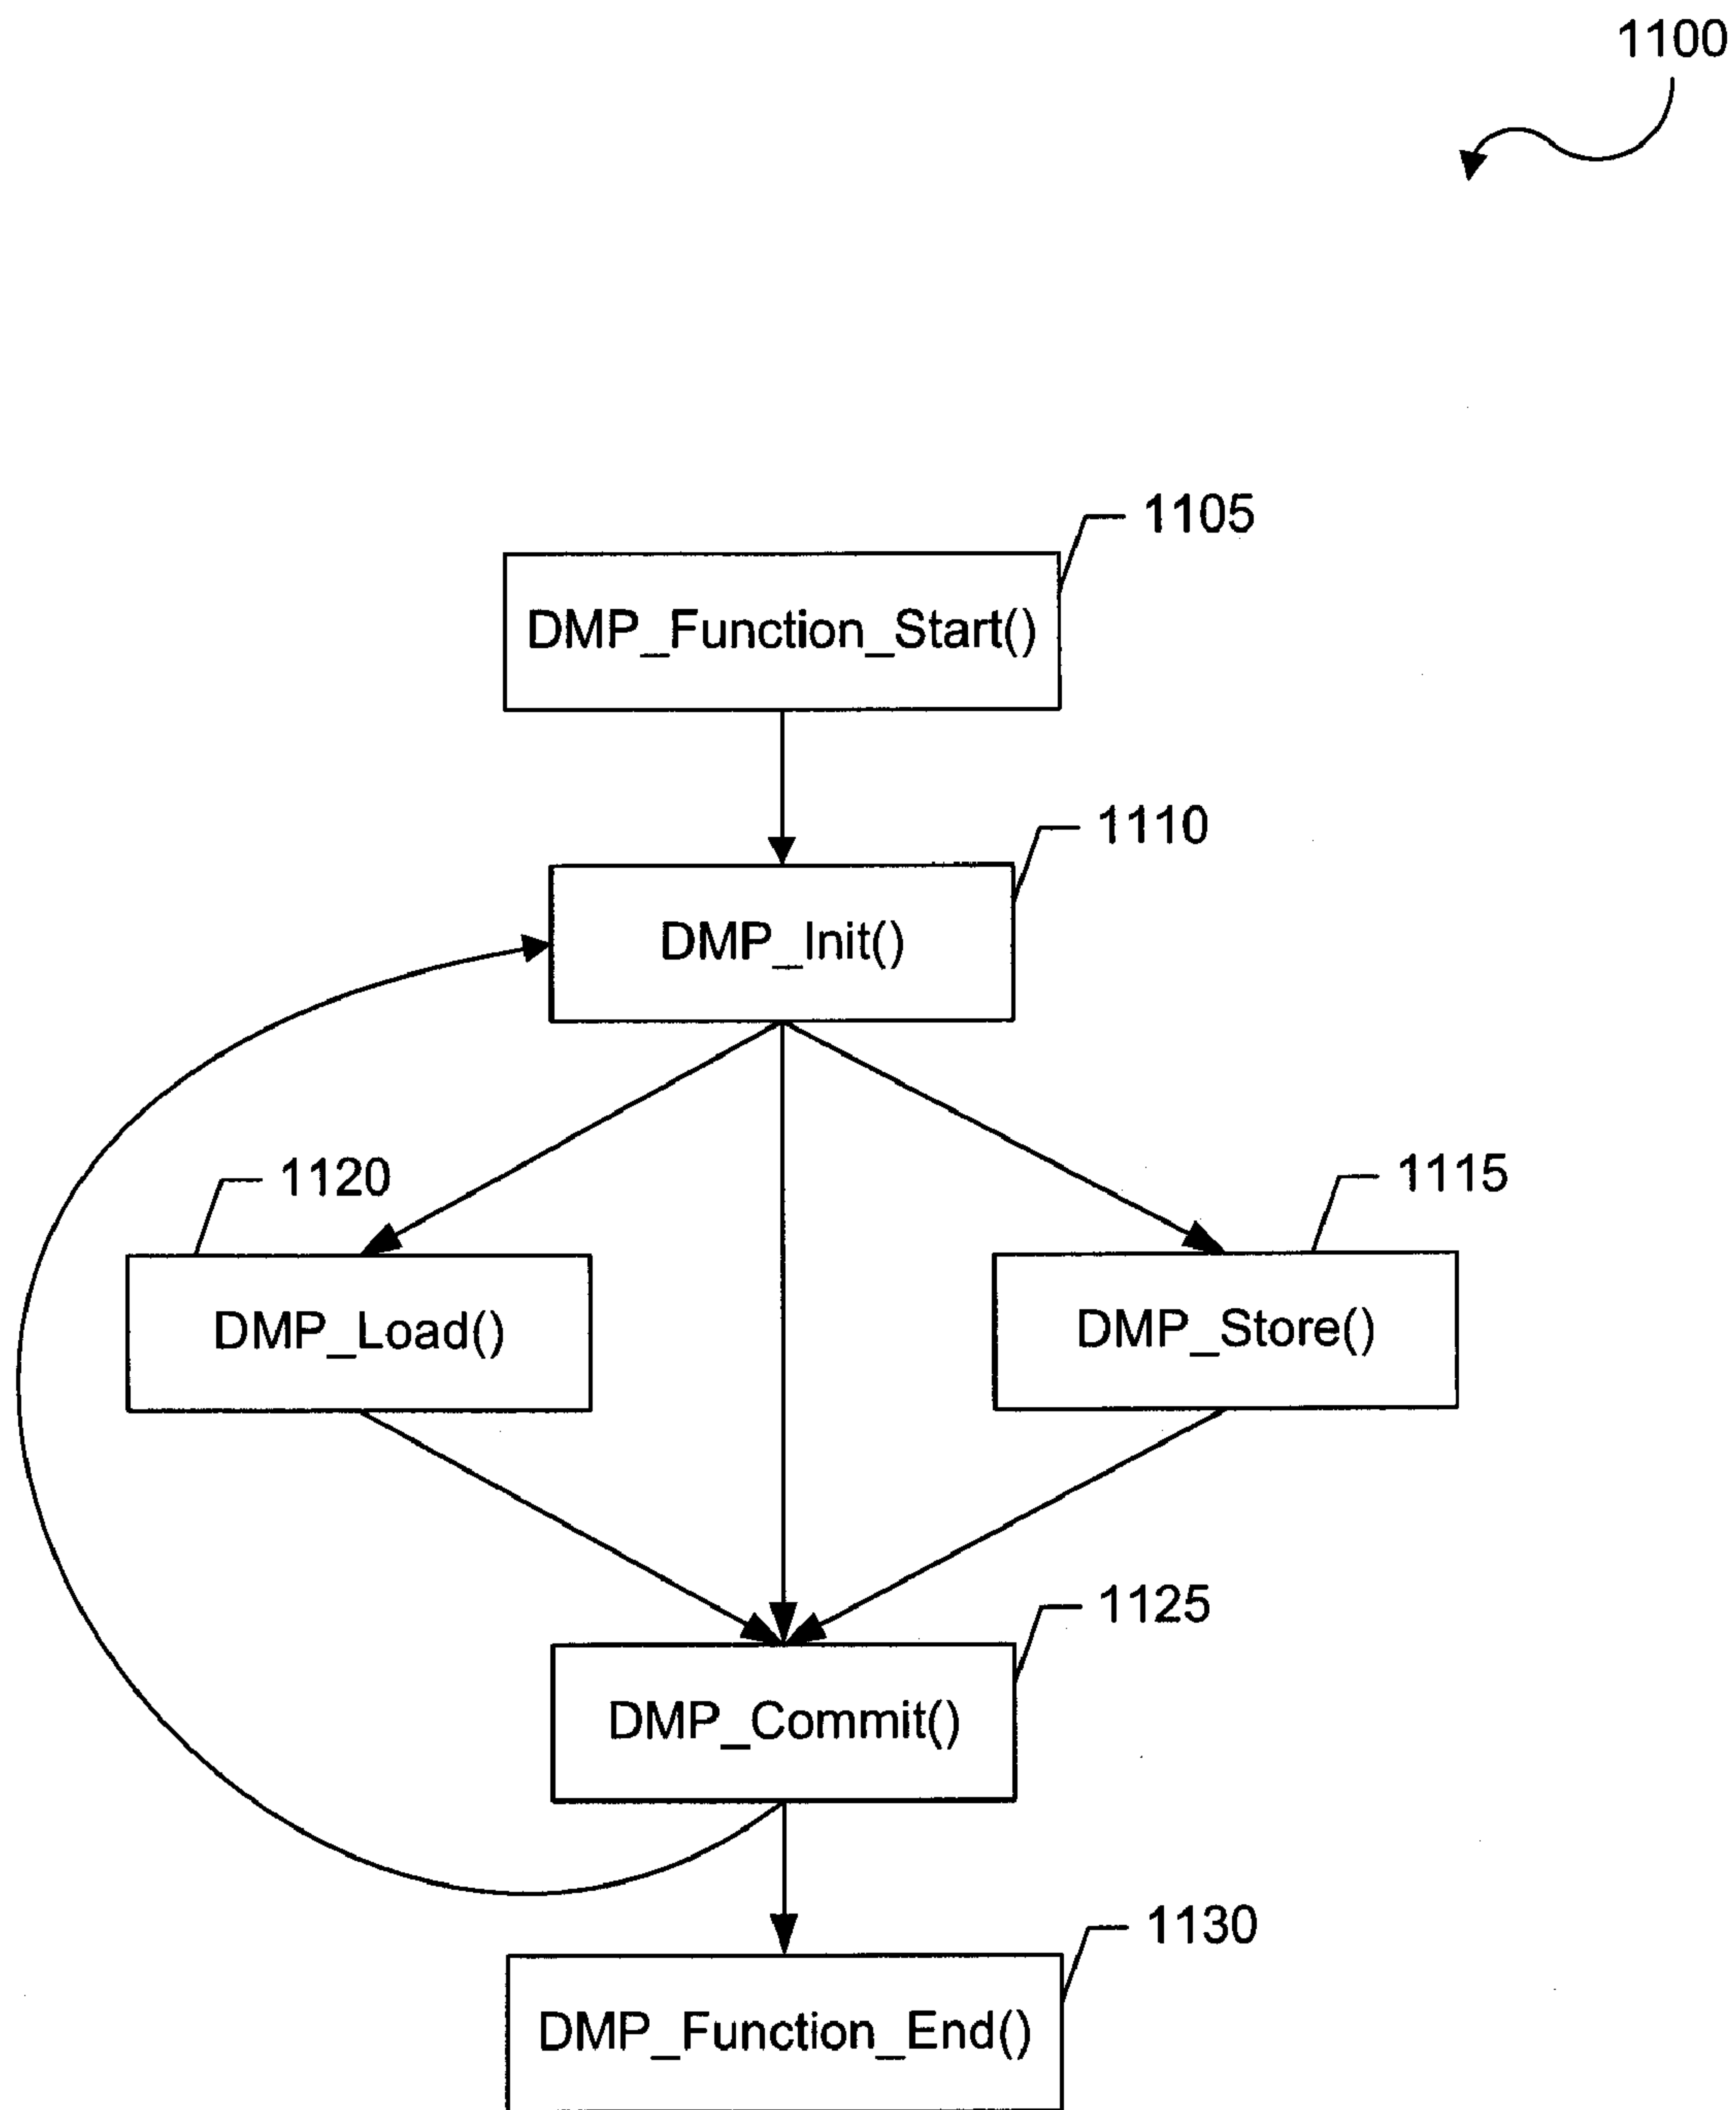 1100
1105
DMP_Function_Start()
1110
DMP_Init()
1120
1115
DMP_Load()
DMP_Store()
1125
DMP_Commit()
1130
DMP_Function_End()